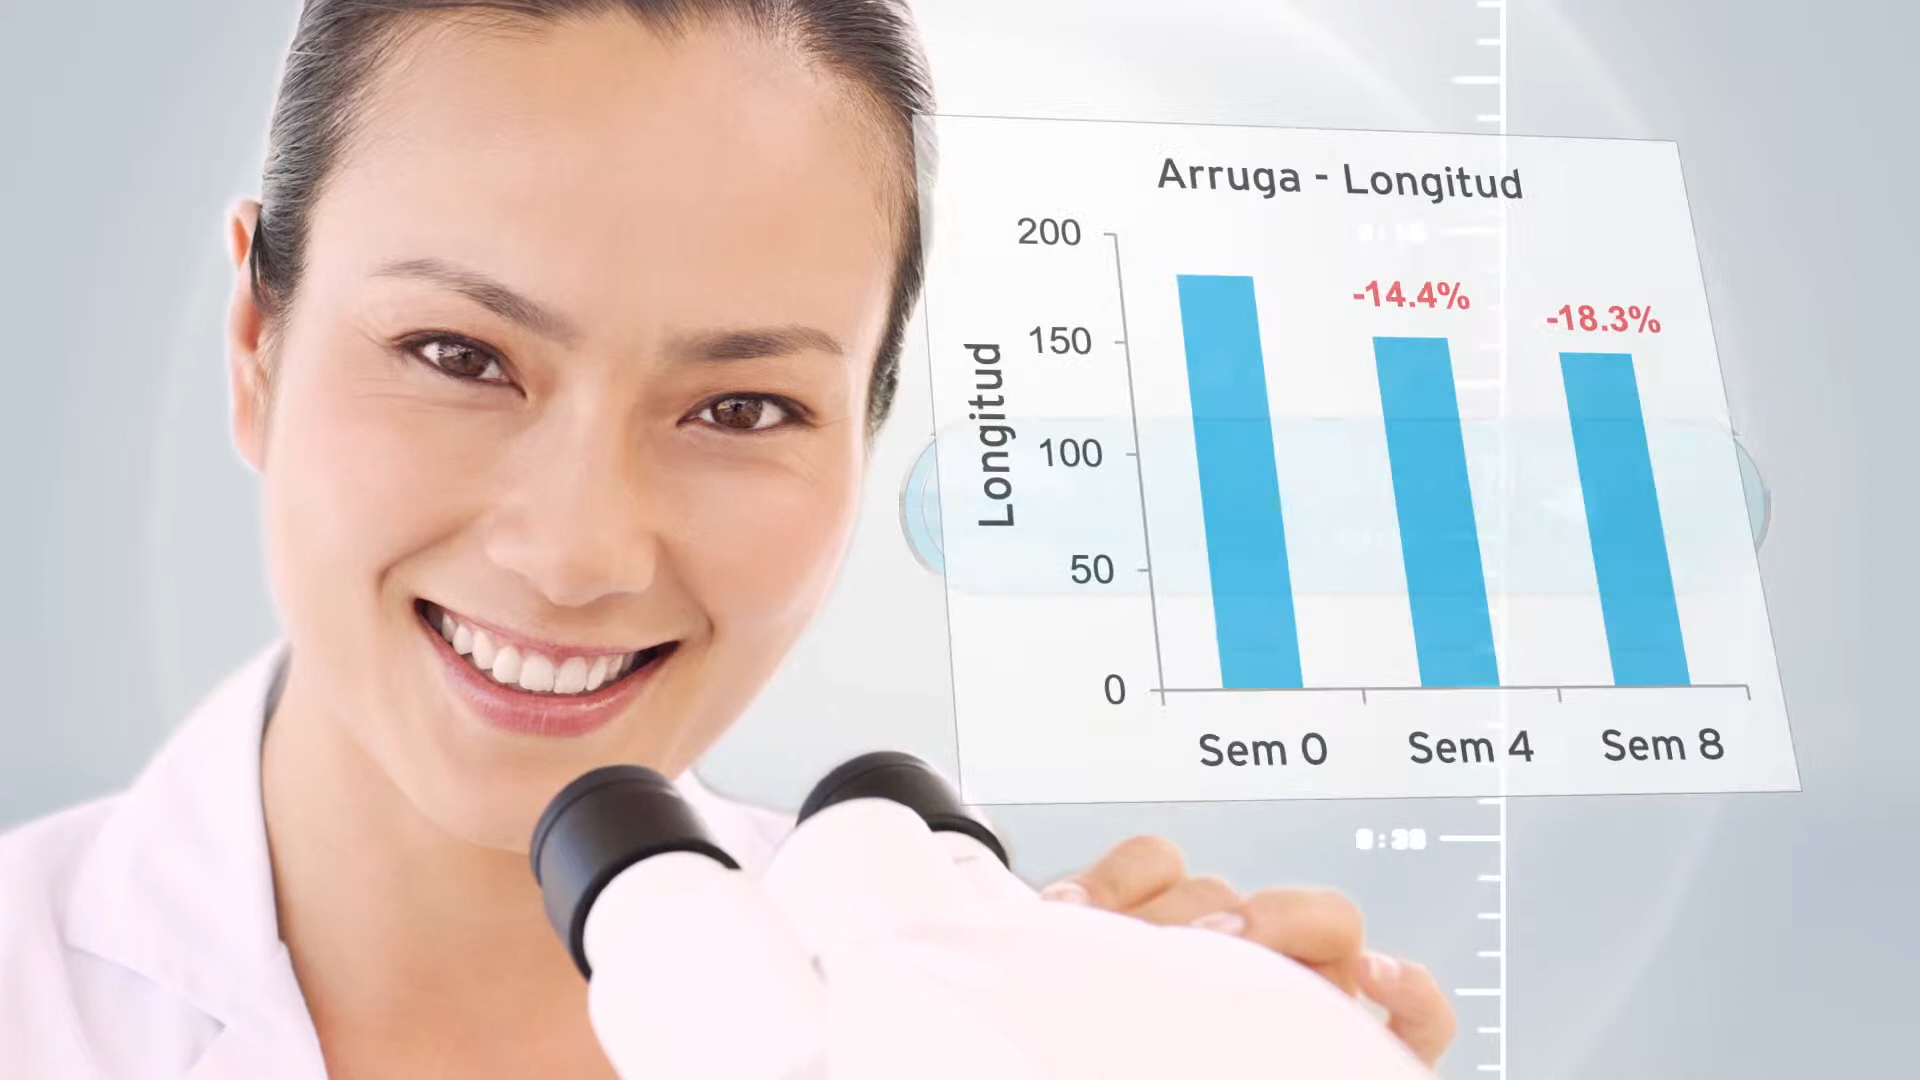 Arruga - Longitud
200
-14.4%
-18.3%
150
Longitud
100
50
0
Sem 0
Sem 4
Sem 8